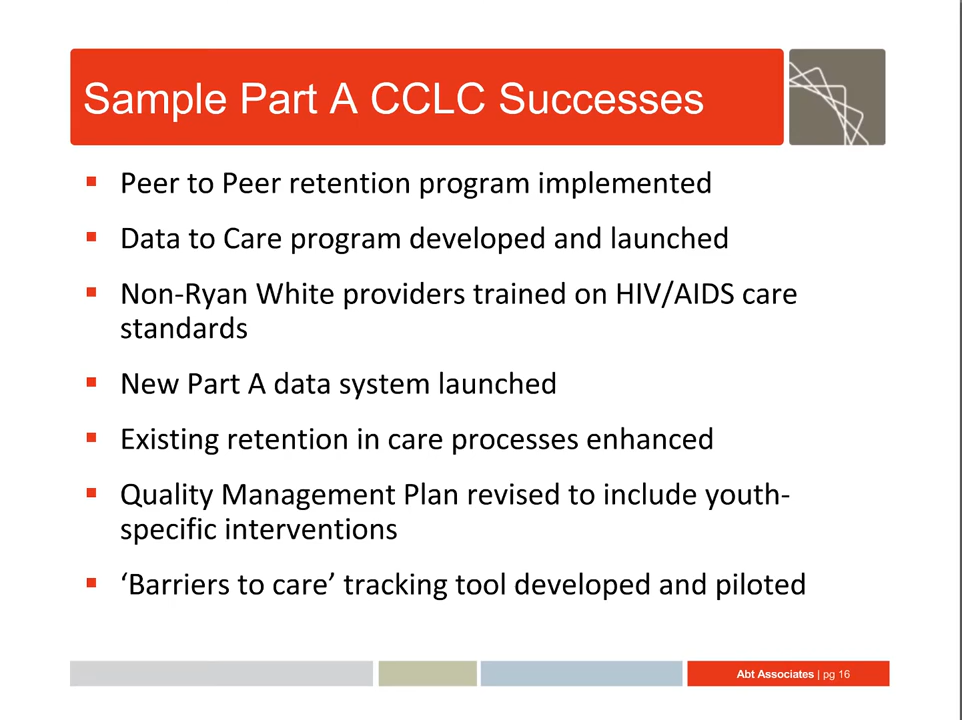 Sample Part A CCLC Successes
▪ Peer to Peer retention program implemented
▪ Data to Care program developed and launched
▪ Non-Ryan White providers trained on HIV/AIDS care
standards
▪ New Part A data system launched
▪ Existing retention in care processes enhanced
▪ Quality Management Plan revised to include youth-
specific interventions
▪ ‘Barriers to care’ tracking tool developed and piloted
Abt Associates | pg 16